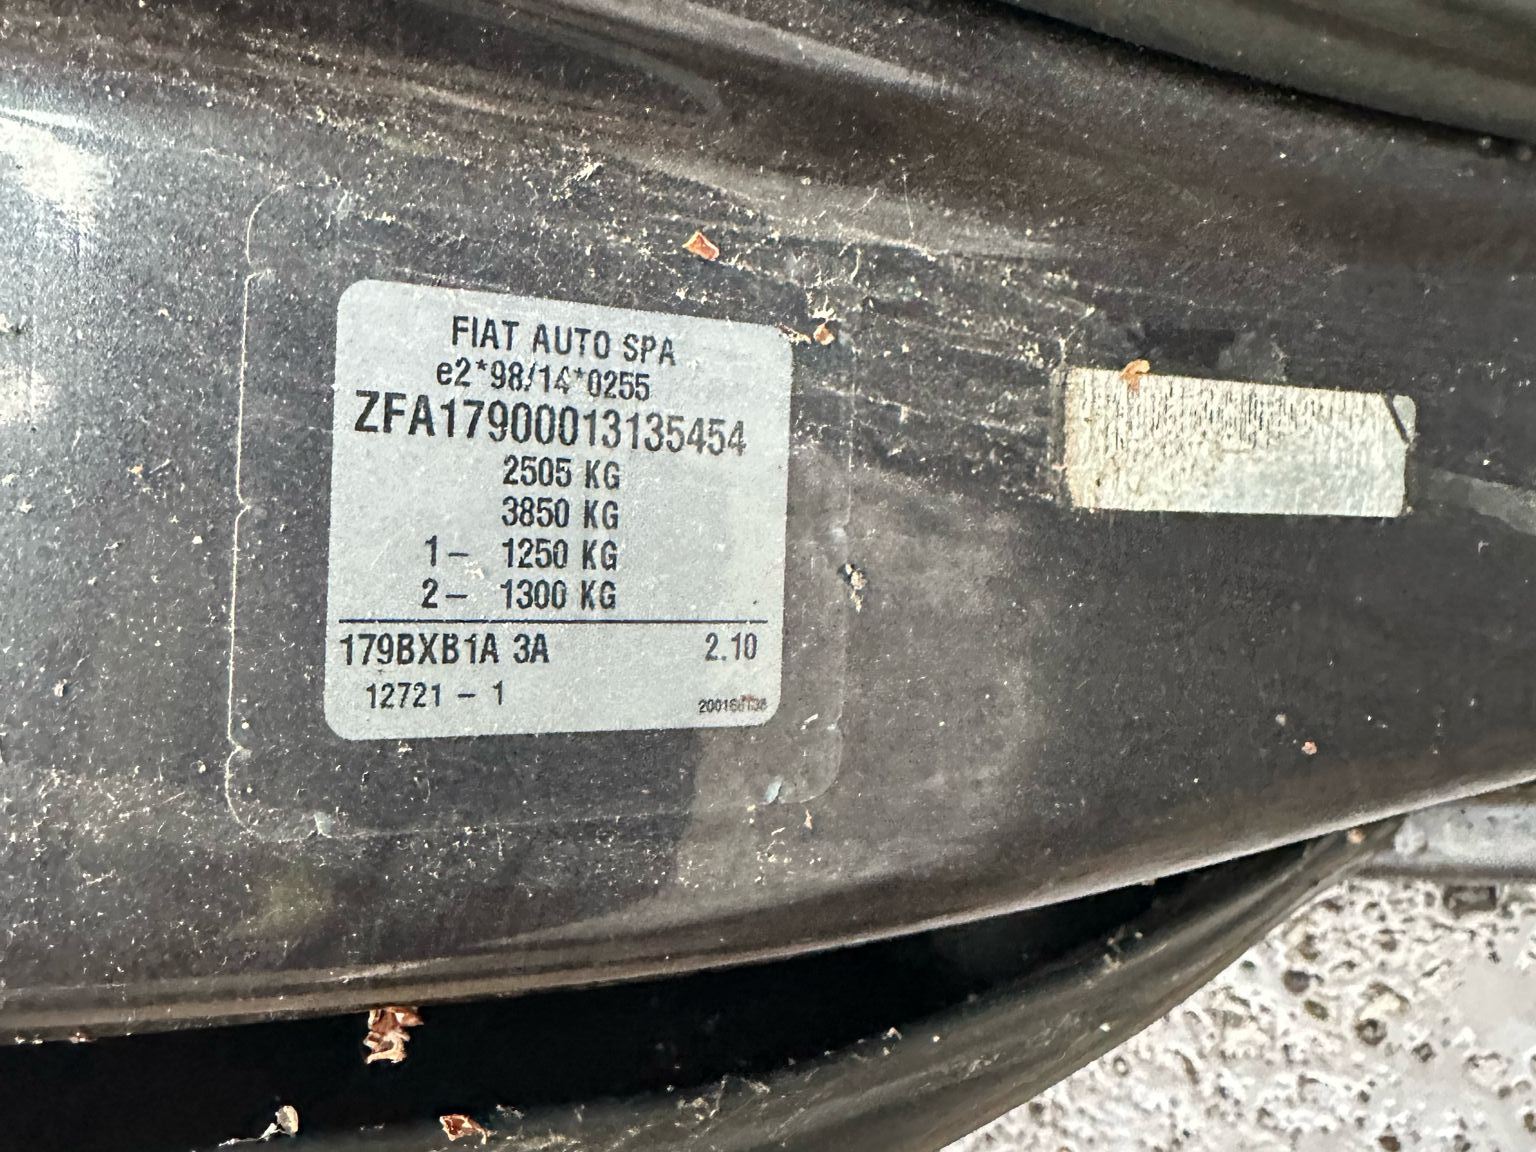 FIAT AUTO SPA
e2*98/14*0255
ZFA17900013135454
2505 KG
3850 KG
1- 1250 KG
2- 1300 KG
179BXB1A 3A 2.10
12721 - 1